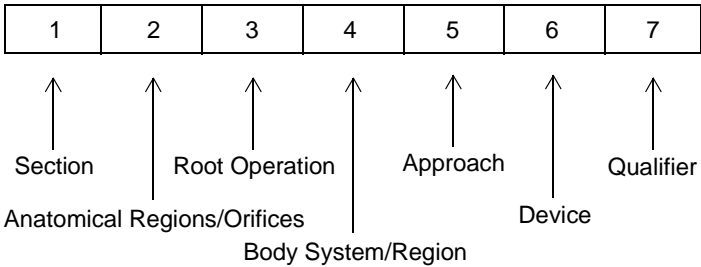 1 2 3 4 5 6 7
Section Root Operation Approach Qualifier
Anatomical Regions/Orifices Device
Body System/Region